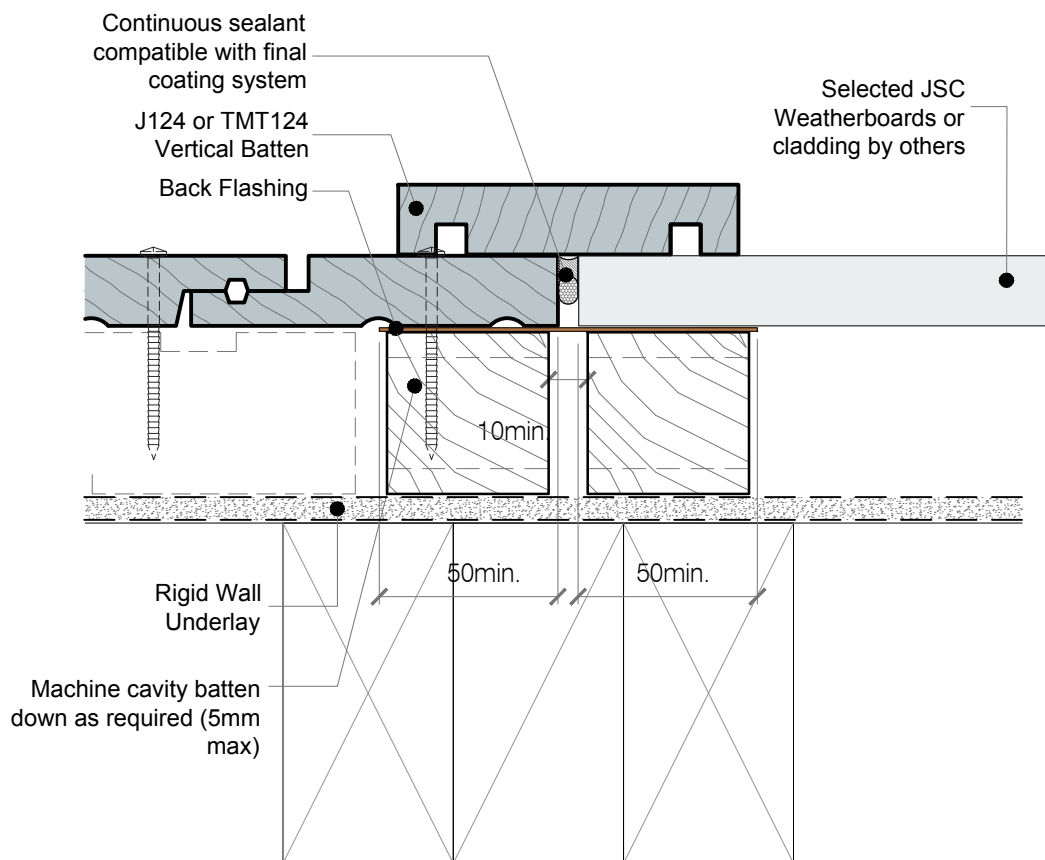 Continuous sealant
compatible with final
coating system
J124 or TMT124
Vertical Batten
Back Flashing
Selected JSC
Weatherboards or
cladding by others
10min.
50min.
50min.
Rigid Wall
Underlay
Machine cavity batten
down as required (5mm
max)